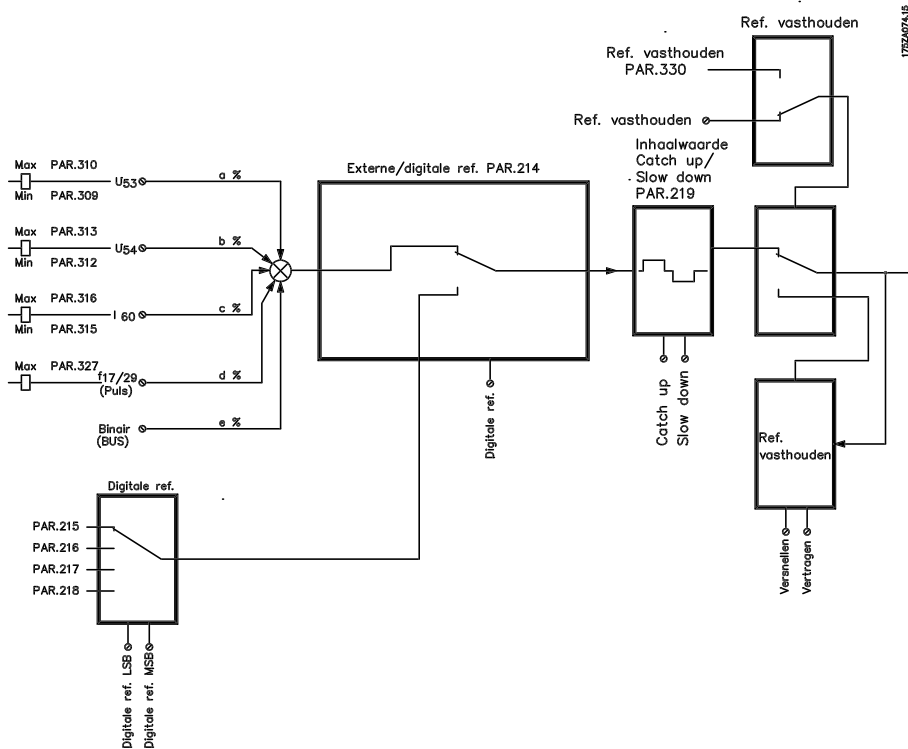 175ZA074.15
Ref. vasthouden
Ref. vasthouden
PAR.330
Ref. vasthouden
Inhaalwaarde
Catch up/
Slow down
PAR.219
Externe/digitale ref. PAR.214
Max PAR.310
U53
a %
Min PAR.309
Max PAR.313
U54
b %
Min PAR.312
Max PAR.316
I 60
c %
Min PAR.315
Max PAR.327
f17/29
(Puls)
d %
Binair
(BUS)
e %
Digitale ref.
Catch up
Slow down
Ref.
vasthouden
Versnellen
Vertragen
Digitale ref.
PAR.215
PAR.216
PAR.217
PAR.218
Digitale ref. LSB
Digitale ref. MSB